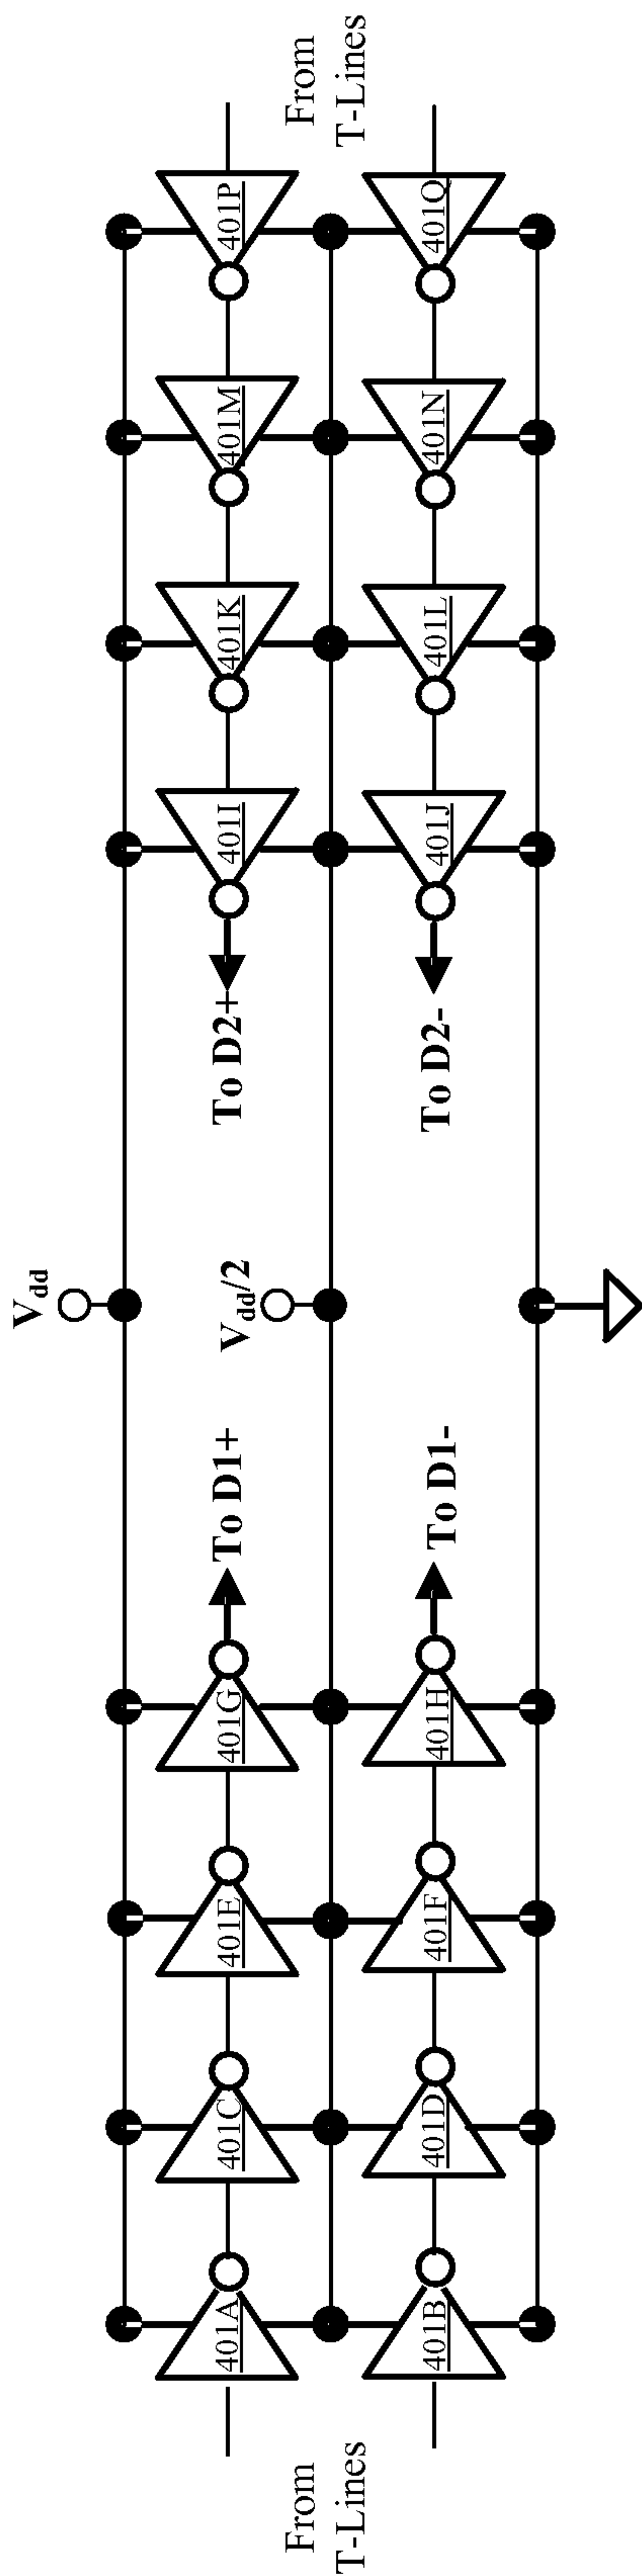 V_dd
From
T-Lines
401A
401C
401E
401G
To D1+
V_dd/2
To D2+
401I
401K
401M
401P
From
T-Lines
401B
401D
401F
401H
To D1-
To D2-
401J
401L
401N
401Q